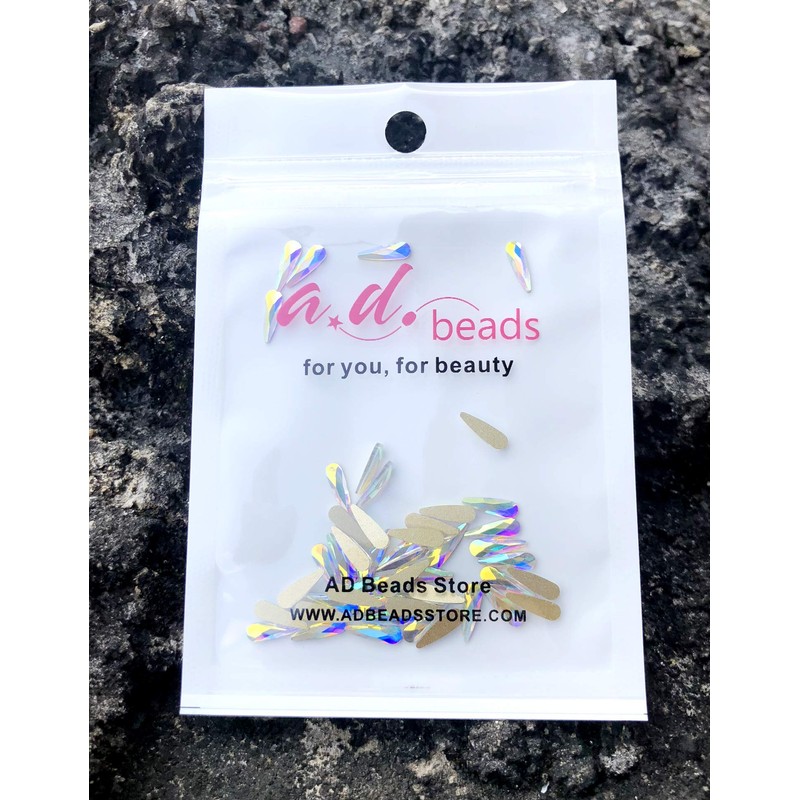 a.d. beads
for you, for beauty
AD Beads Store
WWW.ADBEADSSTORE.COM